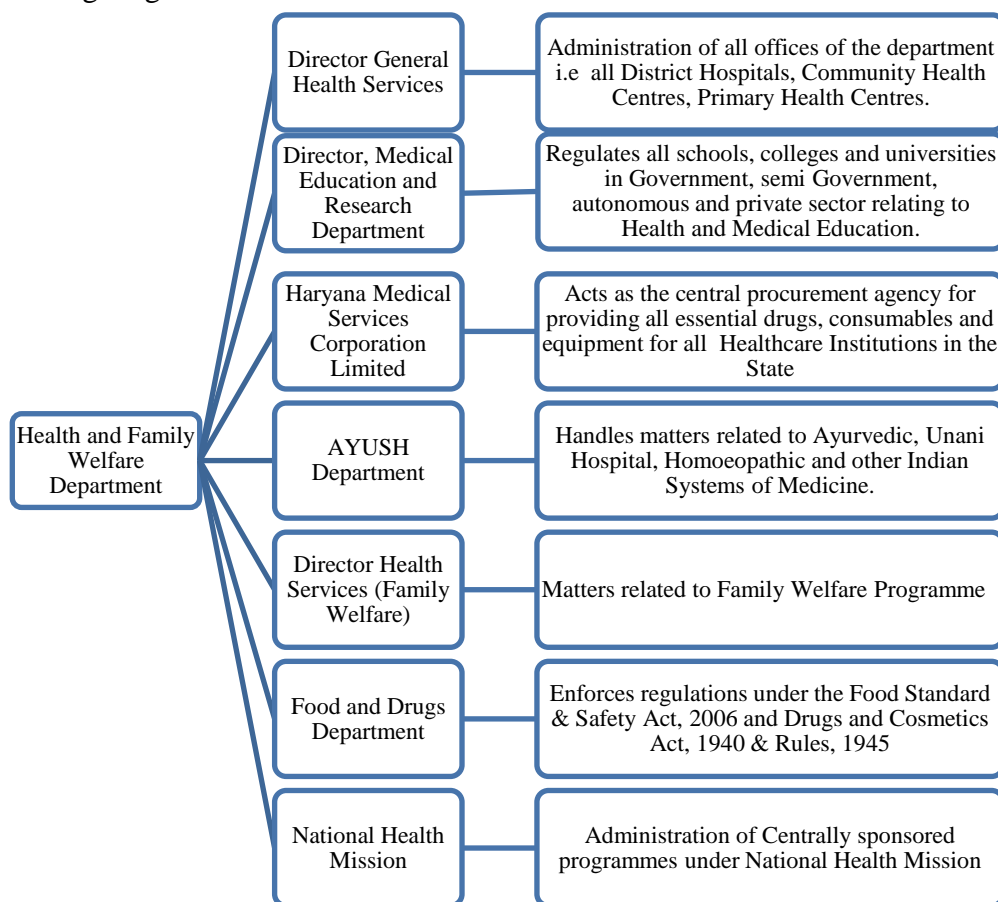 Health and Family
Welfare
Department
Director General
Health Services
Administration of all offices of the department
i.e all District Hospitals, Community Health
Centres, Primary Health Centres.
Director, Medical
Education and
Research
Department
Regulates all schools, colleges and universities
in Government, semi Government,
autonomous and private sector relating to
Health and Medical Education.
Haryana Medical
Services
Corporation
Limited
Acts as the central procurement agency for
providing all essential drugs, consumables and
equipment for all Healthcare Institutions in the
State
AYUSH
Department
Handles matters related to Ayurvedic, Unani
Hospital, Homoeopathic and other Indian
Systems of Medicine.
Director Health
Services (Family
Welfare)
Matters related to Family Welfare Programme
Food and Drugs
Department
Enforces regulations under the Food Standard
& Safety Act, 2006 and Drugs and Cosmetics
Act, 1940 & Rules, 1945
National Health
Mission
Administration of Centrally sponsored
programmes under National Health Mission